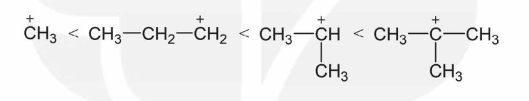 + + + +
CH₃ < CH₃—CH₂—CH₂ < CH₃—CH < CH₃—C—CH₃
CH₃ CH₃